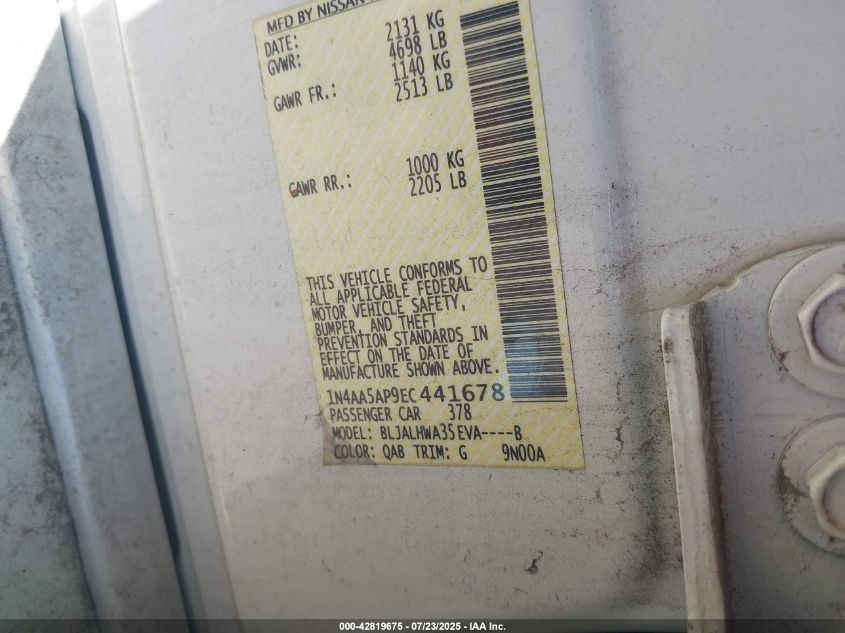 MFD BY NISSAN
DATE: 2131 KG
GVWR: 4698 LB
1140 KG
GAWR FR.: 2513 LB
1000 KG
GAWR RR.: 2205 LB
THIS VEHICLE CONFORMS TO
ALL APPLICABLE FEDERAL
MOTOR VEHICLE SAFETY,
BUMPER, AND THEFT
PREVENTION STANDARDS IN
EFFECT ON THE DATE OF
MANUFACTURE SHOWN ABOVE.
1N4AA5AP9EC441678
PASSENGER CAR 378
MODEL: BLJALHWA35EVA----B
COLOR: QAB TRIM: G 9N00A
000-42819675 - 07/23/2025 - IAA Inc.